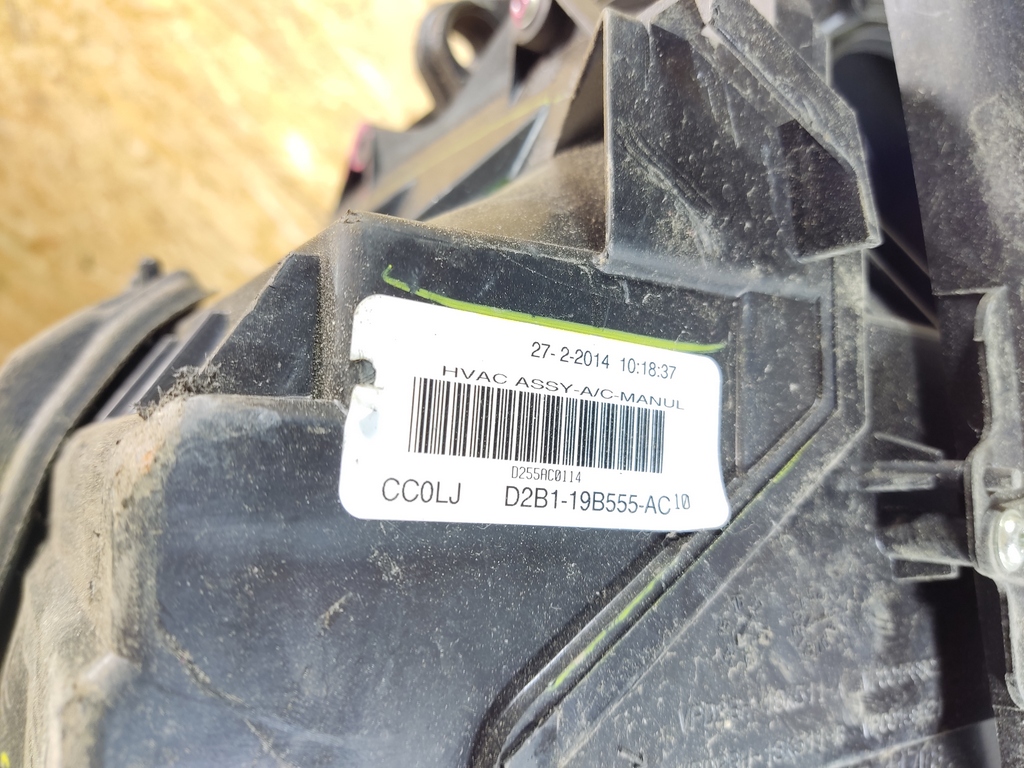 27- 2-2014 10:18:37
HVAC ASSY-A/C-MANUL
D255AC0114
CC0LJ D2B1-19B555-AC10